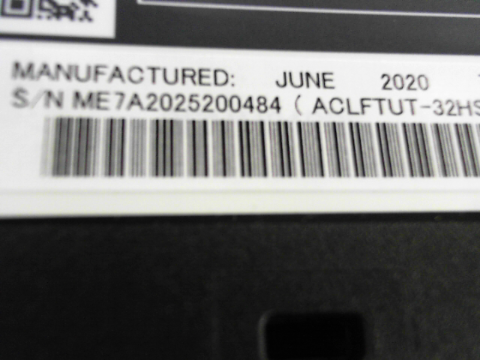 MANUFACTURED: JUNE 2020
S/N ME7A2025200484 ( ACLFTUT-32HS